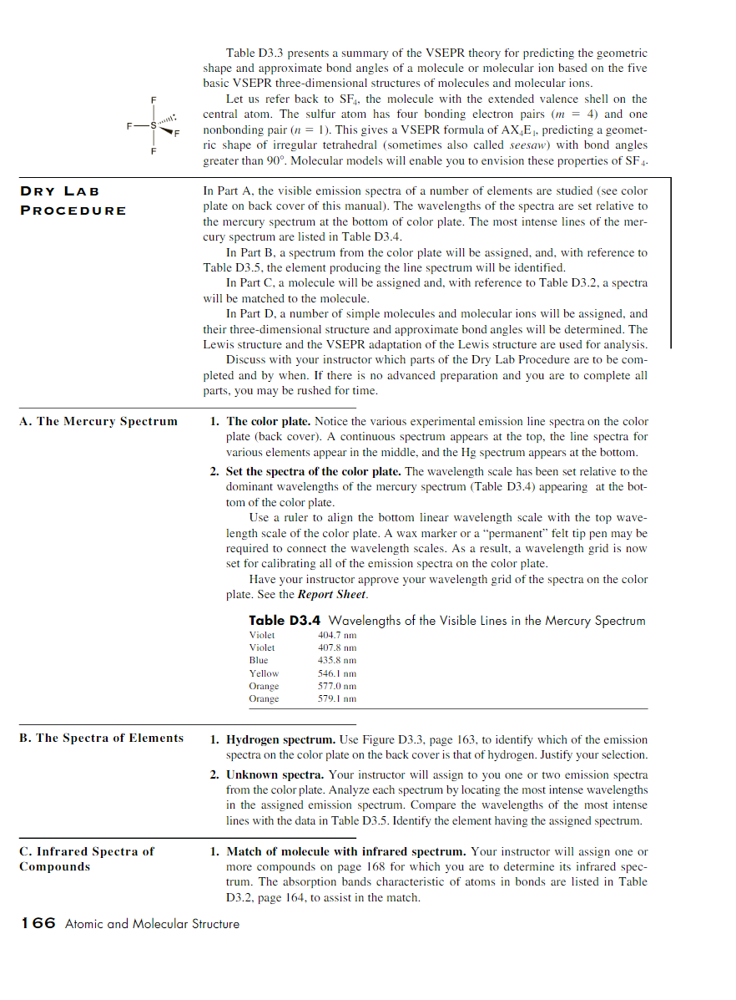 Table D3.3 presents a summary of the VSEPR theory for predicting the geometric
shape and approximate bond angles of a molecule or molecular ion based on the five
basic VSEPR three-dimensional structures of molecules and molecular ions.
Let us refer back to SF₄, the molecule with the extended valence shell on the
central atom. The sulfur atom has four bonding electron pairs (m = 4) and one
nonbonding pair (n = 1). This gives a VSEPR formula of AX₄E₁, predicting a geomet-
ric shape of irregular tetrahedral (sometimes also called seesaw) with bond angles
greater than 90°. Molecular models will enable you to envision these properties of SF₄.
F
F S F
F
DRY LAB
PROCEDURE
In Part A, the visible emission spectra of a number of elements are studied (see color
plate on back cover of this manual). The wavelengths of the spectra are set relative to
the mercury spectrum at the bottom of color plate. The most intense lines of the mer-
cury spectrum are listed in Table D3.4.
In Part B, a spectrum from the color plate will be assigned, and, with reference to
Table D3.5, the element producing the line spectrum will be identified.
In Part C, a molecule will be assigned and, with reference to Table D3.2, a spectra
will be matched to the molecule.
In Part D, a number of simple molecules and molecular ions will be assigned, and
their three-dimensional structure and approximate bond angles will be determined. The
Lewis structure and the VSEPR adaptation of the Lewis structure are used for analysis.
Discuss with your instructor which parts of the Dry Lab Procedure are to be com-
pleted and by when. If there is no advanced preparation and you are to complete all
parts, you may be rushed for time.
A. The Mercury Spectrum
1. The color plate. Notice the various experimental emission line spectra on the color
plate (back cover). A continuous spectrum appears at the top, the line spectra for
various elements appear in the middle, and the Hg spectrum appears at the bottom.
2. Set the spectra of the color plate. The wavelength scale has been set relative to the
dominant wavelengths of the mercury spectrum (Table D3.4) appearing at the bot-
tom of the color plate.
Use a ruler to align the bottom linear wavelength scale with the top wave-
length scale of the color plate. A wax marker or a “permanent” felt tip pen may be
required to connect the wavelength scales. As a result, a wavelength grid is now
set for calibrating all of the emission spectra on the color plate.
Have your instructor approve your wavelength grid of the spectra on the color
plate. See the Report Sheet.
Table D3.4 Wavelengths of the Visible Lines in the Mercury Spectrum
Violet 404.7 nm
Violet 407.8 nm
Blue 435.8 nm
Yellow 546.1 nm
Orange 577.0 nm
Orange 579.1 nm
B. The Spectra of Elements
1. Hydrogen spectrum. Use Figure D3.3, page 163, to identify which of the emission
spectra on the color plate on the back cover is that of hydrogen. Justify your selection.
2. Unknown spectra. Your instructor will assign to you one or two emission spectra
from the color plate. Analyze each spectrum by locating the most intense wavelengths
in the assigned emission spectrum. Compare the wavelengths of the most intense
lines with the data in Table D3.5. Identify the element having the assigned spectrum.
C. Infrared Spectra of
Compounds
1. Match of molecule with infrared spectrum. Your instructor will assign one or
more compounds on page 168 for which you are to determine its infrared spec-
trum. The absorption bands characteristic of atoms in bonds are listed in Table
D3.2, page 164, to assist in the match.
166 Atomic and Molecular Structure